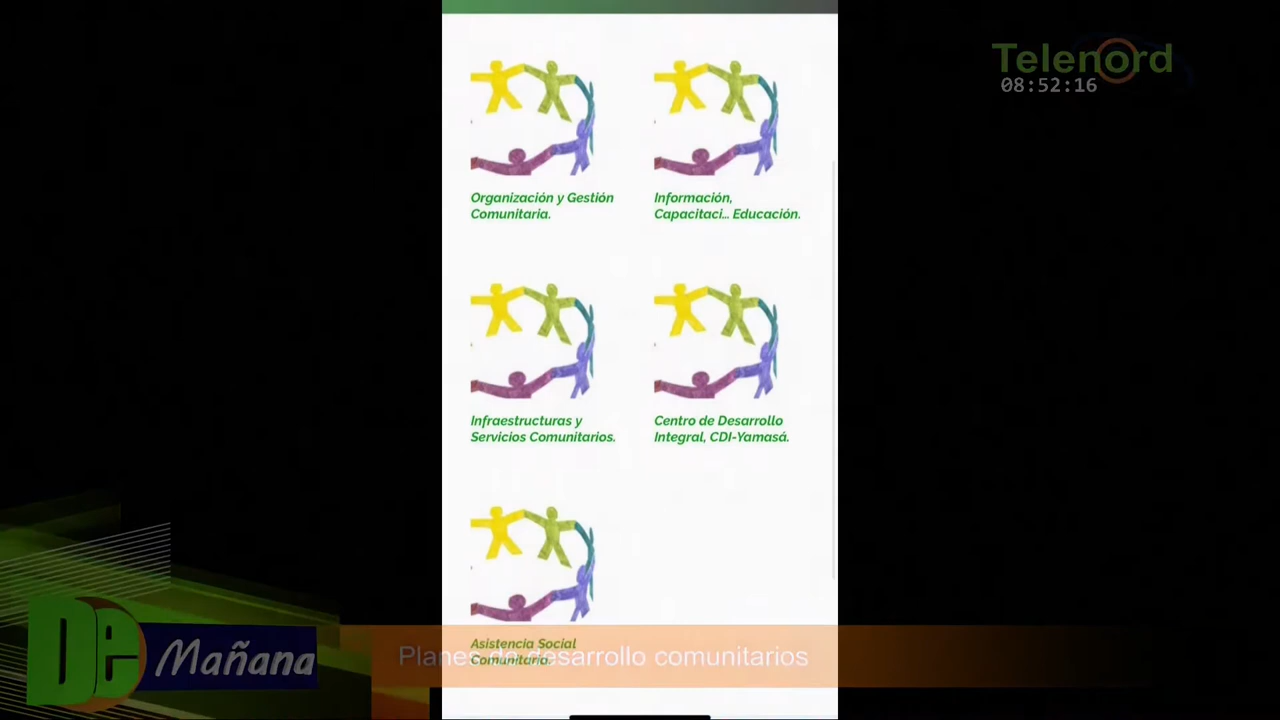 Telenord
08:52:16
Organización y Gestión
Comunitaria.
Información,
Capacitaci... Educación.
Infraestructuras y
Servicios Comunitarios.
Centro de Desarrollo
Integral, CDI-Yamasá.
Asistencia Social
Comunitaria.
Planes de desarrollo comunitarios
De Mañana